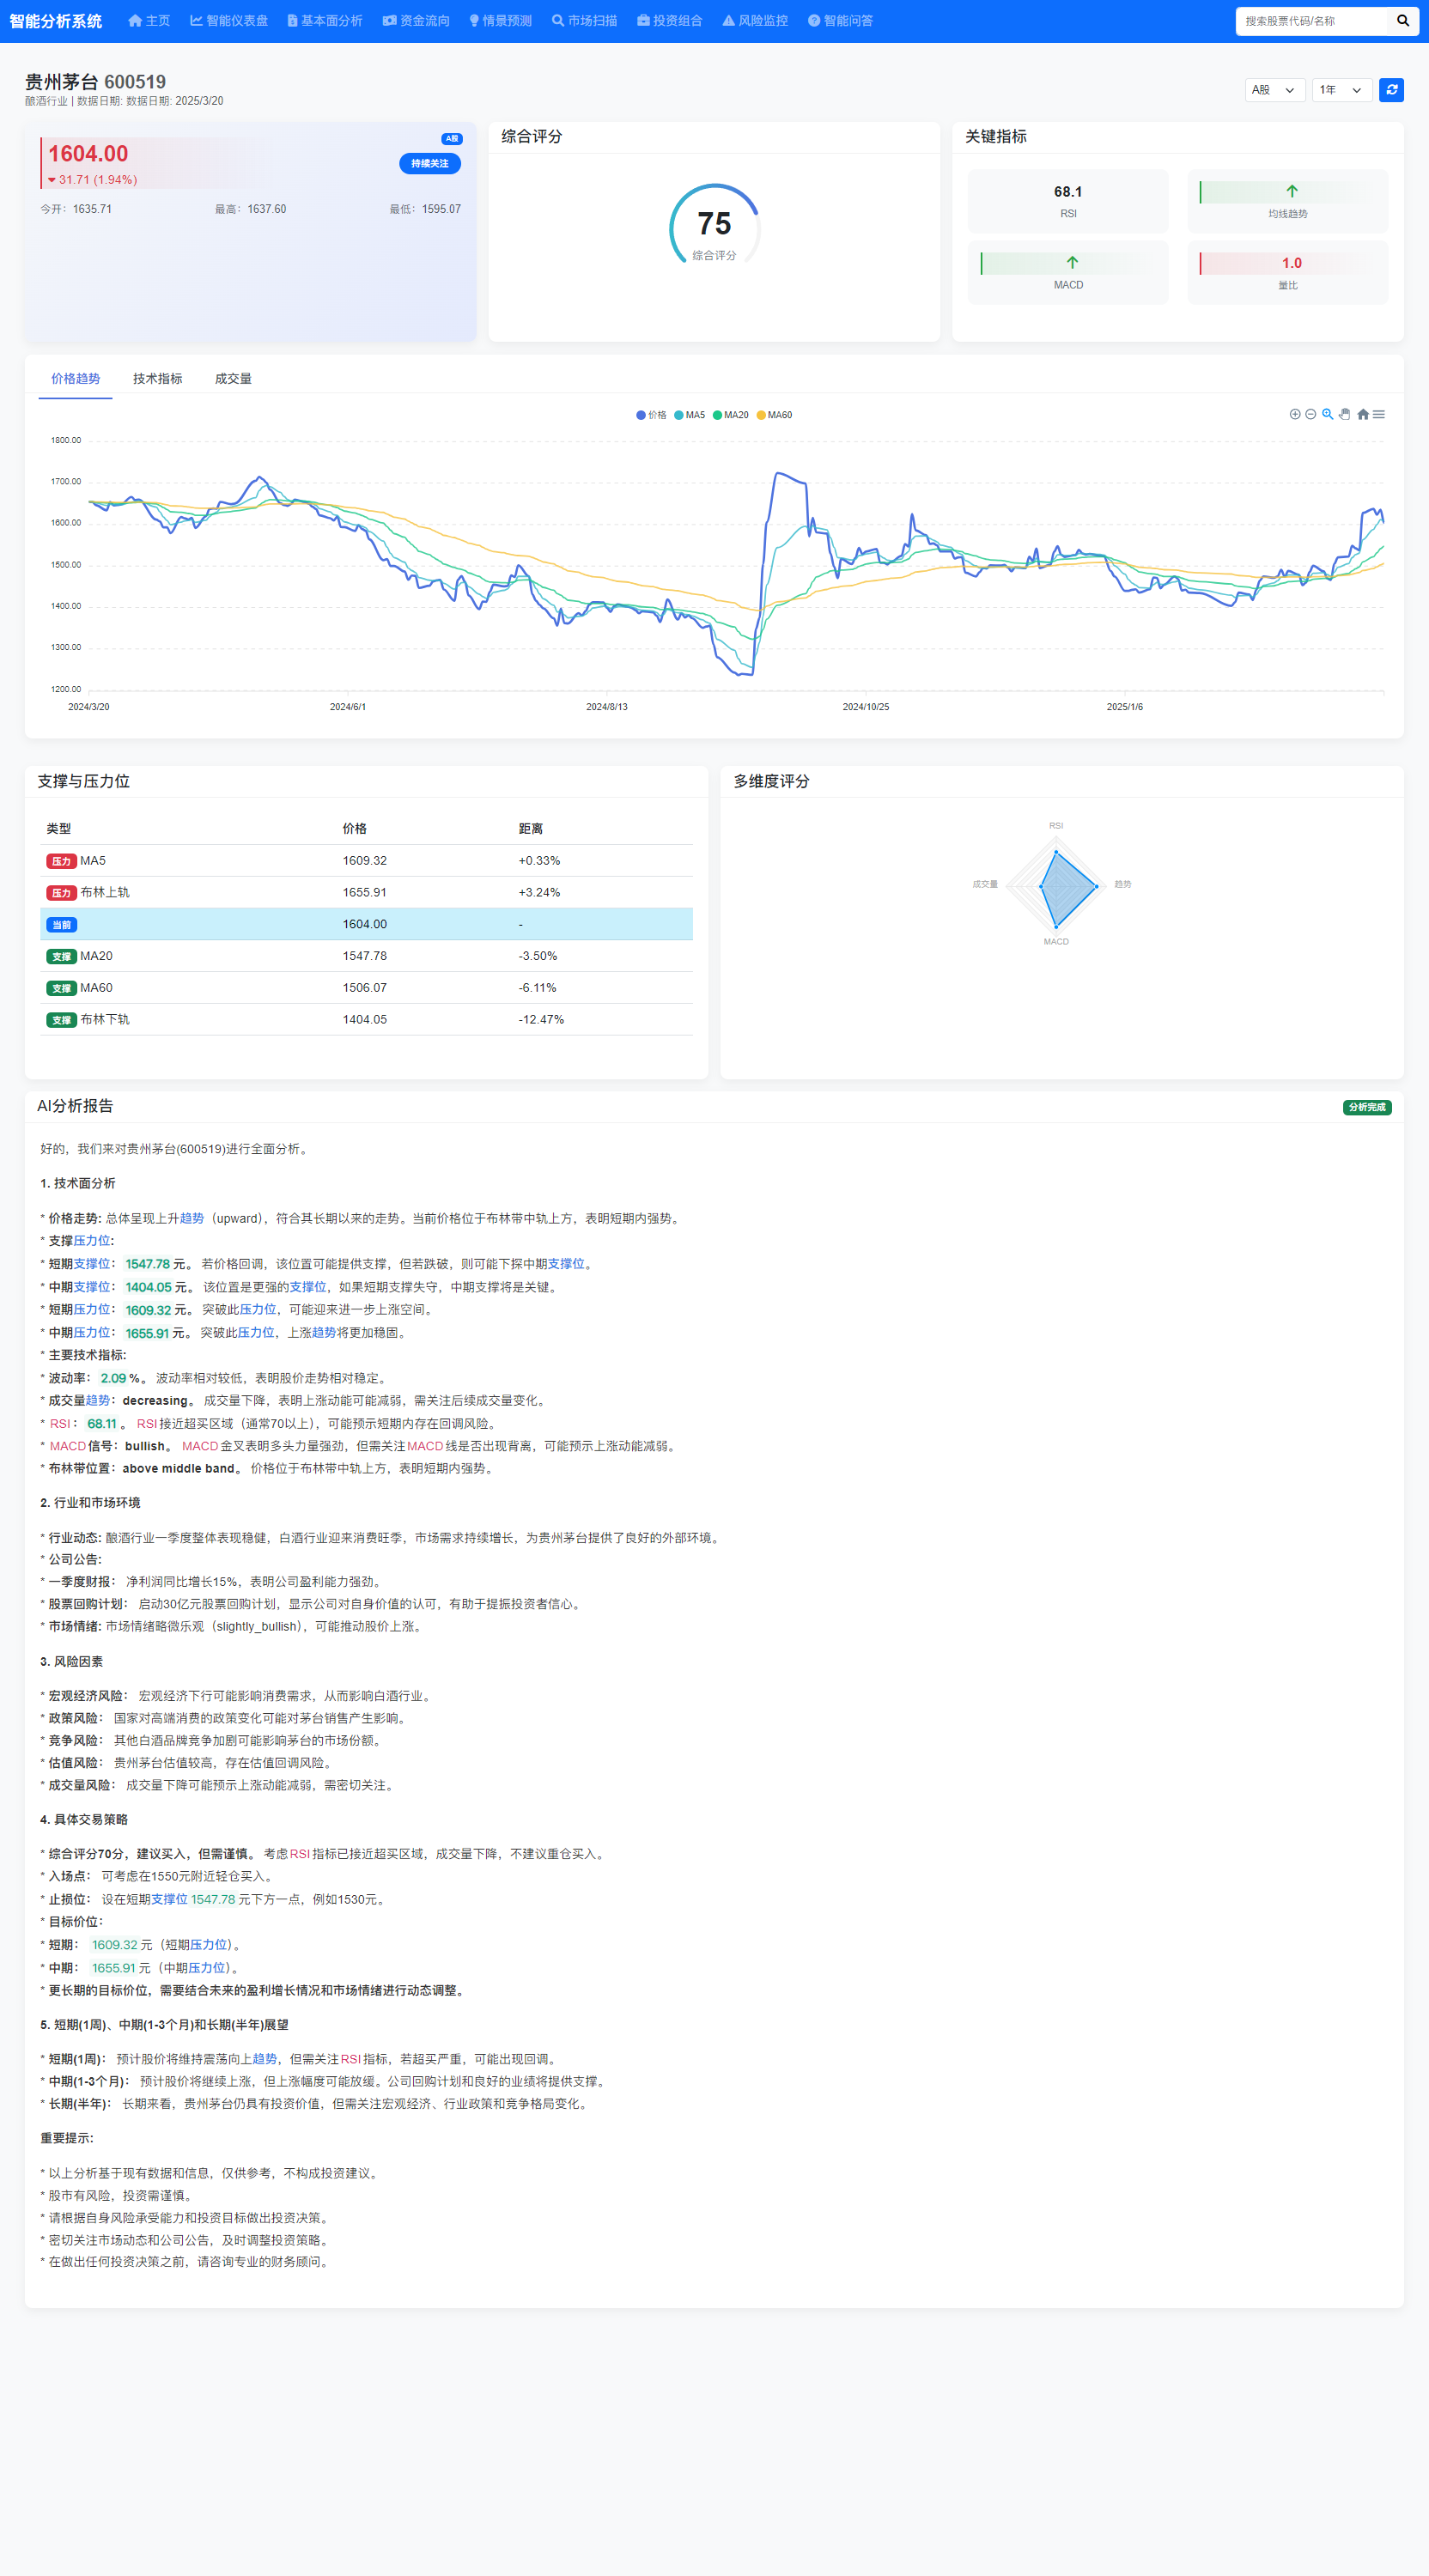 智能分析系统 主页 智能仪表盘 基本面分析 资金流向 情景预测 市场扫描 投资组合 风险监控 智能问答 搜索股票代码/名称
贵州茅台 600519
酿酒行业 | 数据日期: 数据日期: 2025/3/20
A股 1年
A股
1604.00
持续关注
31.71 (1.94%)
今开: 1635.71 最高: 1637.60 最低: 1595.07
综合评分
75
综合评分
关键指标
68.1
RSI
均线趋势
MACD
1.0
量比
价格趋势 技术指标 成交量
价格 MA5 MA20 MA60
1800.00
1700.00
1600.00
1500.00
1400.00
1300.00
1200.00
2024/3/20 2024/6/1 2024/8/13 2024/10/25 2025/1/6
支撑与压力位
类型 价格 距离
压力 MA5 1609.32 +0.33%
压力 布林上轨 1655.91 +3.24%
当前 1604.00 -
支撑 MA20 1547.78 -3.50%
支撑 MA60 1506.07 -6.11%
支撑 布林下轨 1404.05 -12.47%
多维度评分
RSI
成交量 趋势
MACD
AI分析报告 分析完成
好的，我们来对贵州茅台(600519)进行全面分析。
1. 技术面分析
* 价格走势: 总体呈现上升趋势（upward），符合其长期以来的走势。当前价格位于布林带中轨上方，表明短期内强势。
* 支撑压力位:
* 短期支撑位： 1547.78 元。 若价格回调，该位置可能提供支撑，但若跌破，则可能下探中期支撑位。
* 中期支撑位： 1404.05 元。 该位置是更强的支撑位，如果短期支撑失守，中期支撑将是关键。
* 短期压力位： 1609.32 元。 突破此压力位，可能迎来进一步上涨空间。
* 中期压力位： 1655.91 元。 突破此压力位，上涨趋势将更加稳固。
* 主要技术指标:
* 波动率： 2.09 %。 波动率相对较低，表明股价走势相对稳定。
* 成交量趋势：decreasing。 成交量下降，表明上涨动能可能减弱，需关注后续成交量变化。
* RSI： 68.11 。 RSI 接近超买区域（通常70以上），可能预示短期内存在回调风险。
* MACD 信号：bullish。 MACD 金叉表明多头力量强劲，但需关注 MACD 线是否出现背离，可能预示上涨动能减弱。
* 布林带位置：above middle band。 价格位于布林带中轨上方，表明短期内强势。
2. 行业和市场环境
* 行业动态: 酿酒行业一季度整体表现稳健，白酒行业迎来消费旺季，市场需求持续增长，为贵州茅台提供了良好的外部环境。
* 公司公告:
* 一季度财报： 净利润同比增长15%，表明公司盈利能力强劲。
* 股票回购计划： 启动30亿元股票回购计划，显示公司对自身价值的认可，有助于提振投资者信心。
* 市场情绪: 市场情绪略微乐观（slightly_bullish），可能推动股价上涨。
3. 风险因素
* 宏观经济风险： 宏观经济下行可能影响消费需求，从而影响白酒行业。
* 政策风险： 国家对高端消费的政策变化可能对茅台销售产生影响。
* 竞争风险： 其他白酒品牌竞争加剧可能影响茅台的市场份额。
* 估值风险： 贵州茅台估值较高，存在估值回调风险。
* 成交量风险： 成交量下降可能预示上涨动能减弱，需密切关注。
4. 具体交易策略
* 综合评分70分，建议买入，但需谨慎。 考虑 RSI 指标已接近超买区域，成交量下降，不建议重仓买入。
* 入场点： 可考虑在1550元附近轻仓买入。
* 止损位： 设在短期支撑位 1547.78 元下方一点，例如1530元。
* 目标价位：
* 短期： 1609.32 元（短期压力位）。
* 中期： 1655.91 元（中期压力位）。
* 更长期的目标价位，需要结合未来的盈利增长情况和市场情绪进行动态调整。
5. 短期(1周)、中期(1-3个月)和长期(半年)展望
* 短期(1周)： 预计股价将维持震荡向上趋势，但需关注 RSI 指标，若超买严重，可能出现回调。
* 中期(1-3个月)： 预计股价将继续上涨，但上涨幅度可能放缓。公司回购计划和良好的业绩将提供支撑。
* 长期(半年)： 长期来看，贵州茅台仍具有投资价值，但需关注宏观经济、行业政策和竞争格局变化。
重要提示:
* 以上分析基于现有数据和信息，仅供参考，不构成投资建议。
* 股市有风险，投资需谨慎。
* 请根据自身风险承受能力和投资目标做出投资决策。
* 密切关注市场动态和公司公告，及时调整投资策略。
* 在做出任何投资决策之前，请咨询专业的财务顾问。